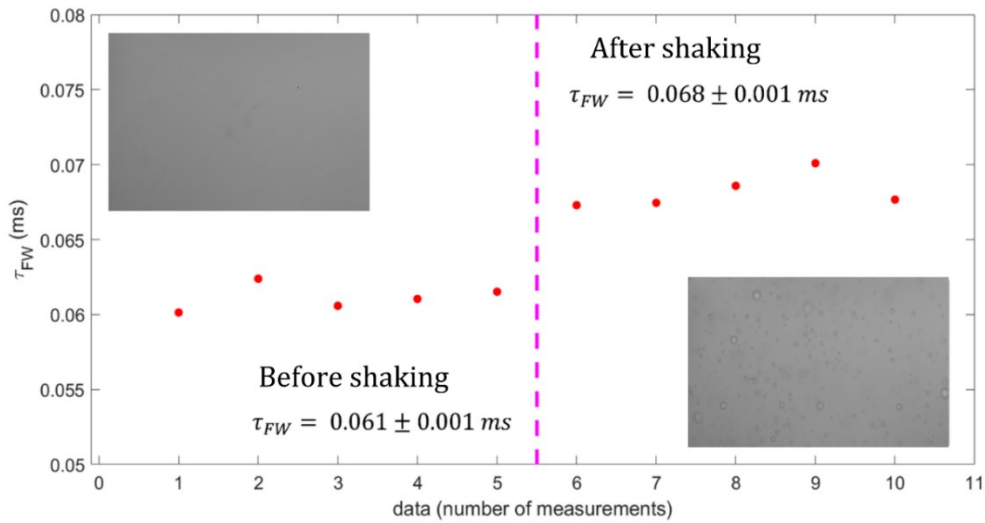 0.08
0.075
0.07
0.065
0.06
0.055
0.05
τFW (ms)
After shaking
τFW = 0.068 ± 0.001 ms
Before shaking
τFW = 0.061 ± 0.001 ms
0 1 2 3 4 5 6 7 8 9 10 11
data (number of measurements)